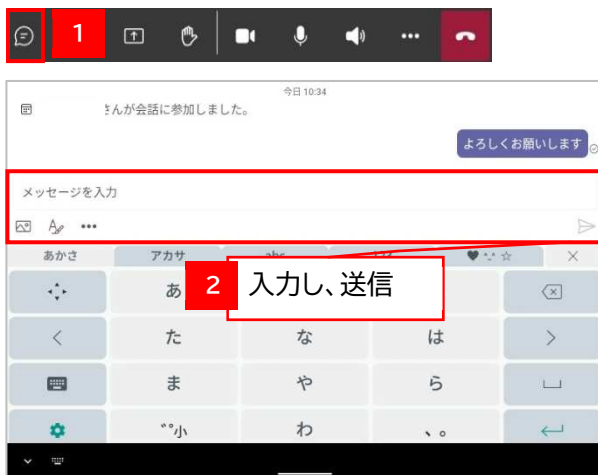 1
今日 10:34
さんが会話に参加しました。
よろしくお願いします
メッセージを入力
あかさ アカサ
2 入力し、送信
あ
た な は
ま や ら
゛゜小 わ 、。